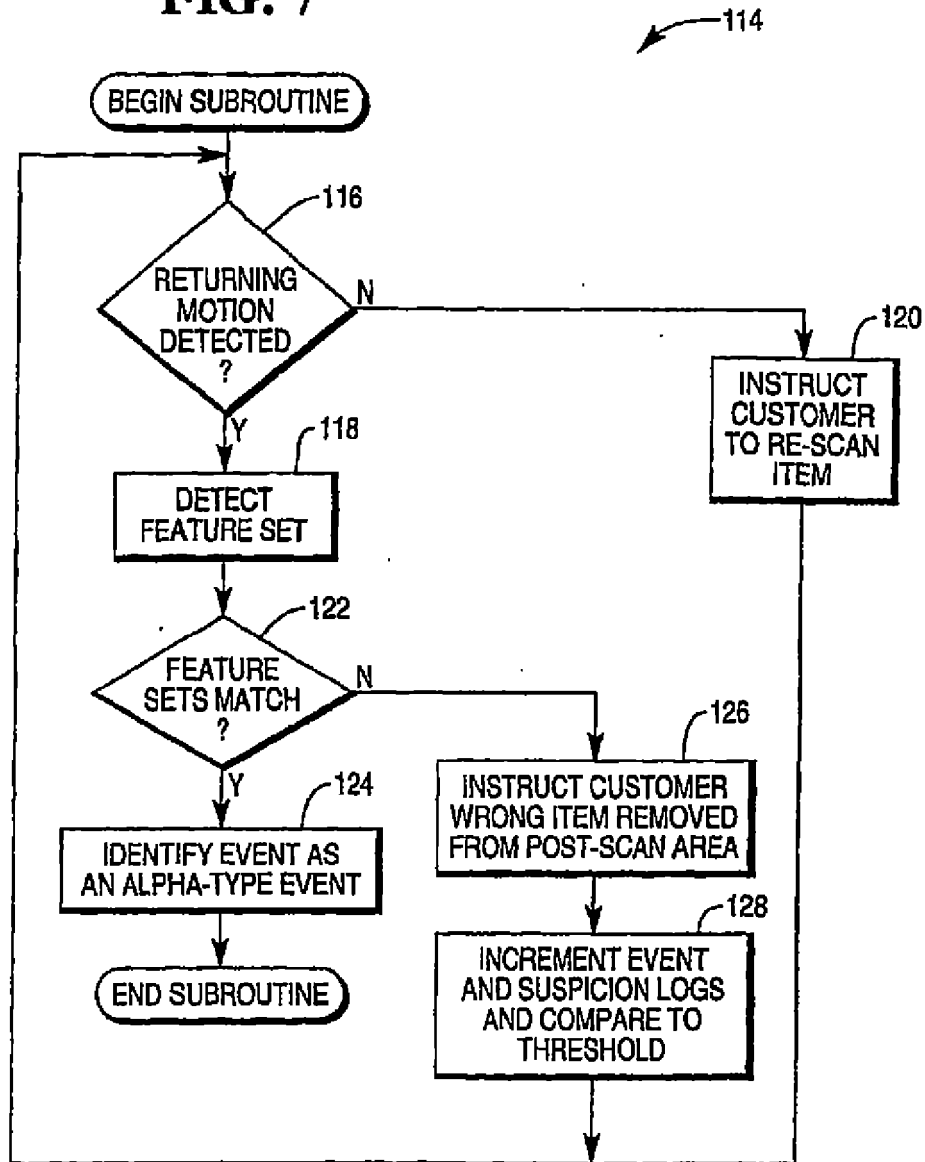 FIG. 7
114
BEGIN SUBROUTINE
116
RETURNING
MOTION
DETECTED
?
N
Y
120
INSTRUCT
CUSTOMER
TO RE-SCAN
ITEM
118
DETECT
FEATURE SET
122
FEATURE
SETS MATCH
?
N
Y
126
INSTRUCT CUSTOMER
WRONG ITEM REMOVED
FROM POST-SCAN AREA
124
IDENTIFY EVENT AS
AN ALPHA-TYPE EVENT
128
INCREMENT EVENT
AND SUSPICION LOGS
AND COMPARE TO
THRESHOLD
END SUBROUTINE